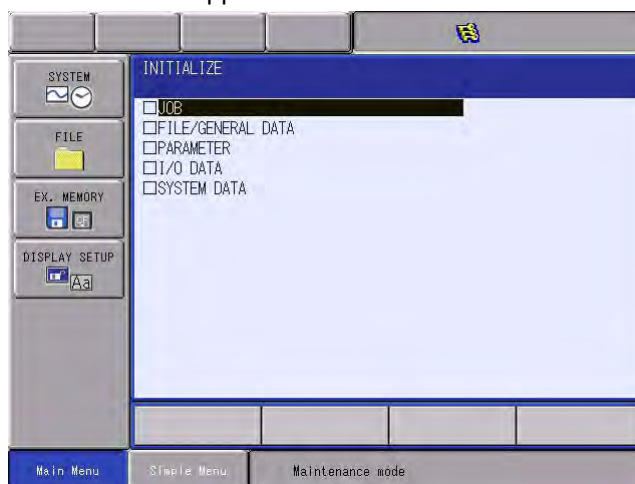 SYSTEM
FILE
EX. MEMORY
DISPLAY SETUP
INITIALIZE
□JOB
□FILE/GENERAL DATA
□PARAMETER
□I/O DATA
□SYSTEM DATA
Main Menu
Simple Menu
Maintenance mode